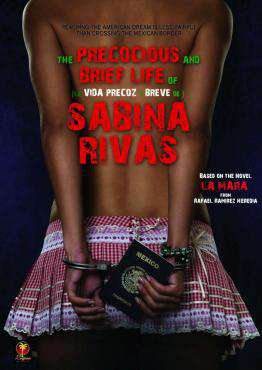 REMOVING THE AMERICAN DREAM IS LESS PAINFUL
THAN CROSSING THE MEXICAN BORDER
THE PRECOCIOUS AND
BRIEF LIFE OF
(LA VIDA PRECOZ Y BREVE DE)
SABINA
RIVAS
BASED ON THE NOVEL
LA MARA
FROM
RAFAEL RAMIREZ HEREDIA
MEXICO